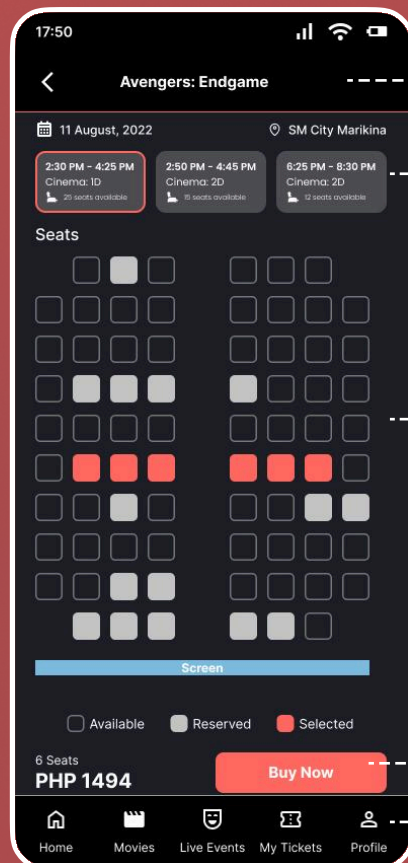 17:50
Avengers: Endgame
11 August, 2022
SM City Marikina
2:30 PM - 4:25 PM
Cinema: 1D
25 seats available
2:50 PM - 4:45 PM
Cinema: 2D
15 seats available
6:25 PM - 8:30 PM
Cinema: 2D
12 seats available
Seats
Screen
Available
Reserved
Selected
6 Seats
PHP 1494
Buy Now
Home
Movies
Live Events
My Tickets
Profile